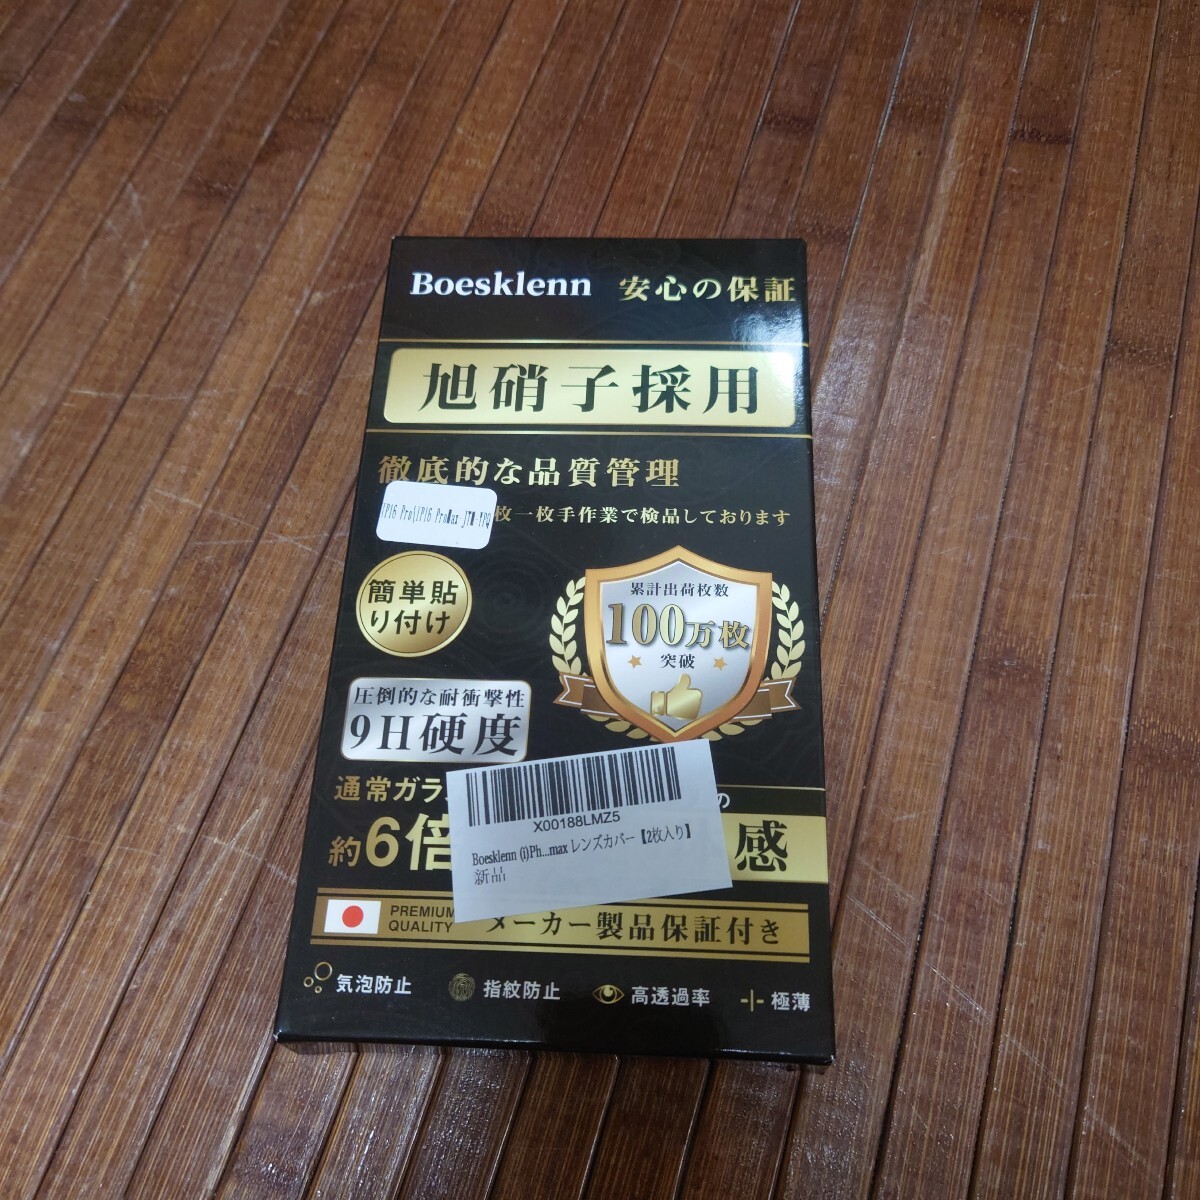 Boesklenn 安心の保証
旭硝子採用
徹底的な品質管理
枚一枚手作業で検品しております
簡単貼
り付け
累計出荷枚数
100万枚
突破
圧倒的な耐衝撃性
9H硬度
通常ガラ
の
約6倍
感
X00188LMZ5
Boesklenn (i)Ph...max レンズカバー【2枚入り】
新品
PREMIUM
QUALITY
メーカー製品保証付き
気泡防止
指紋防止
高透過率
極薄